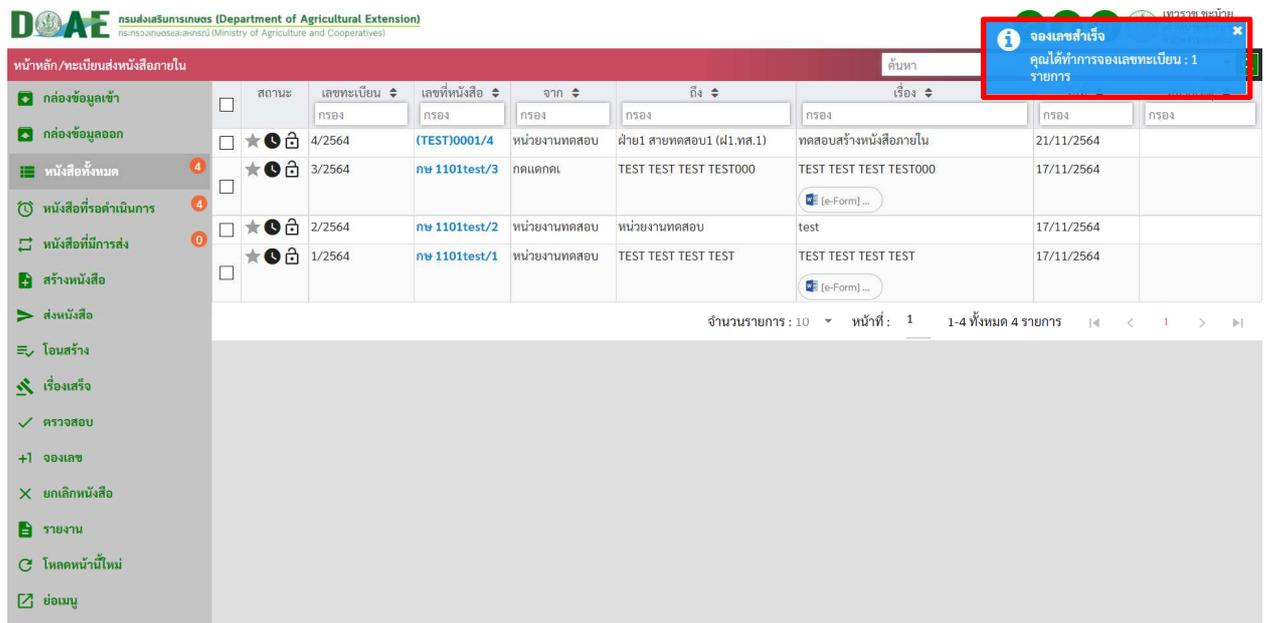 DOAE
กรมส่งเสริมการเกษตร (Department of Agricultural Extension)
กระทรวงเกษตรและสหกรณ์ (Ministry of Agriculture and Cooperatives)
จองเลขสำเร็จ
คุณได้ทำการจองเลขทะเบียน : 1
รายการ
หน้าหลัก/ทะเบียนส่งหนังสือภายใน
ค้นหา
กล่องข้อมูลเข้า
กล่องข้อมูลออก
หนังสือทั้งหมด 4
หนังสือที่รอดำเนินการ 4
หนังสือที่มีการส่ง 0
สร้างหนังสือ
ส่งหนังสือ
โอนสร้าง
เรื่องเสร็จ
ตรวจสอบ
+1 จองเลข
ยกเลิกหนังสือ
รายงาน
โหลดหน้านี้ใหม่
ย่อเมนู
สถานะ เลขทะเบียน เลขที่หนังสือ จาก ถึง เรื่อง
กรอง กรอง กรอง กรอง กรอง กรอง กรอง
4/2564 (TEST)0001/4 หน่วยงานทดสอบ ฝ่าย1 สายทดสอบ1 (ฝ1.ทส.1) ทดสอบสร้างหนังสือภายใน 21/11/2564
3/2564 กษ 1101test/3 กดแดกดเ TEST TEST TEST TEST000 TEST TEST TEST TEST000 17/11/2564
[e-Form] ...
2/2564 กษ 1101test/2 หน่วยงานทดสอบ หน่วยงานทดสอบ test 17/11/2564
1/2564 กษ 1101test/1 หน่วยงานทดสอบ TEST TEST TEST TEST TEST TEST TEST TEST 17/11/2564
[e-Form] ...
จำนวนรายการ : 10 หน้าที่ : 1 1-4 ทั้งหมด 4 รายการ 1